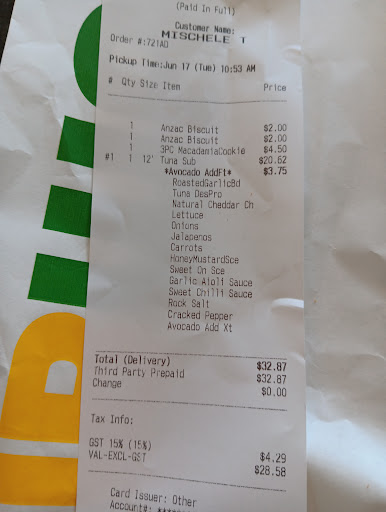 (Paid In Full)
Customer Name:
MISCHELE T
Order #:721AO
Pickup Time:Jun 17 (Tue) 10:53 AM
# Qty Size Item Price
1 Anzac Biscuit $2.00
1 Anzac Biscuit $2.00
1 3PC MacadamiaCookie $4.50
#1 1 12' Tuna Sub $20.62
*Avocado AddFt* $3.75
RoastedGarlicBd
Tuna DesPro
Natural Cheddar Ch
Lettuce
Onions
Jalapenos
Carrots
HoneyMustardSce
Sweet On Sce
Garlic Aioli Sauce
Sweet Chilli Sauce
Rock Salt
Cracked Pepper
Avocado Add Xt
Total (Delivery) $32.87
Third Party Prepaid $32.87
Change $0.00
Tax Info:
GST 15% (15%) $4.29
VAL-EXCL-GST $28.58
Card Issuer: Other